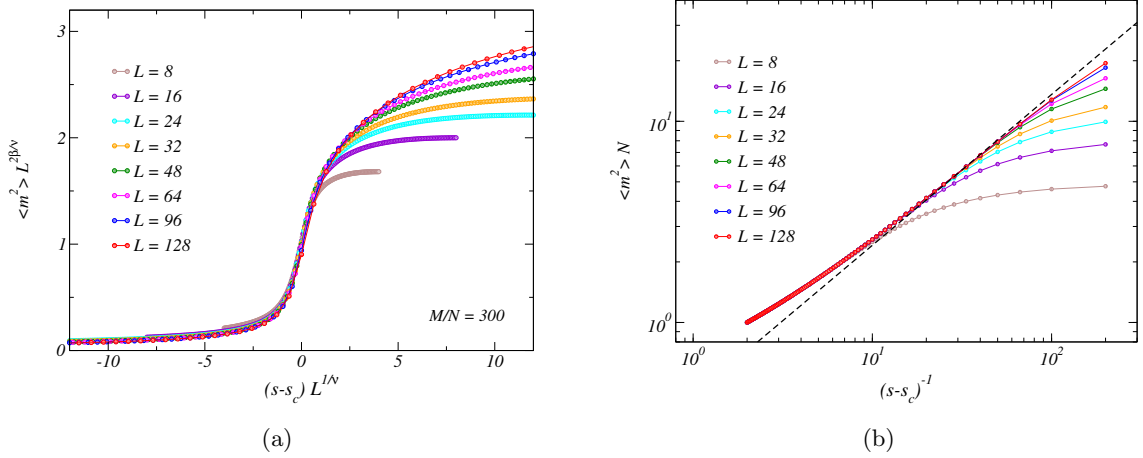 3
2
1
0
<m²> L^{2β/ν}
L = 8
L = 16
L = 24
L = 32
L = 48
L = 64
L = 96
L = 128
M/N = 300
-10
-5
0
5
10
(s-s_c) L^{1/ν}
(a)
10^1
10^0
<m²> N
L = 8
L = 16
L = 24
L = 32
L = 48
L = 64
L = 96
L = 128
10^0
10^1
10^2
(s-s_c)^{-1}
(b)